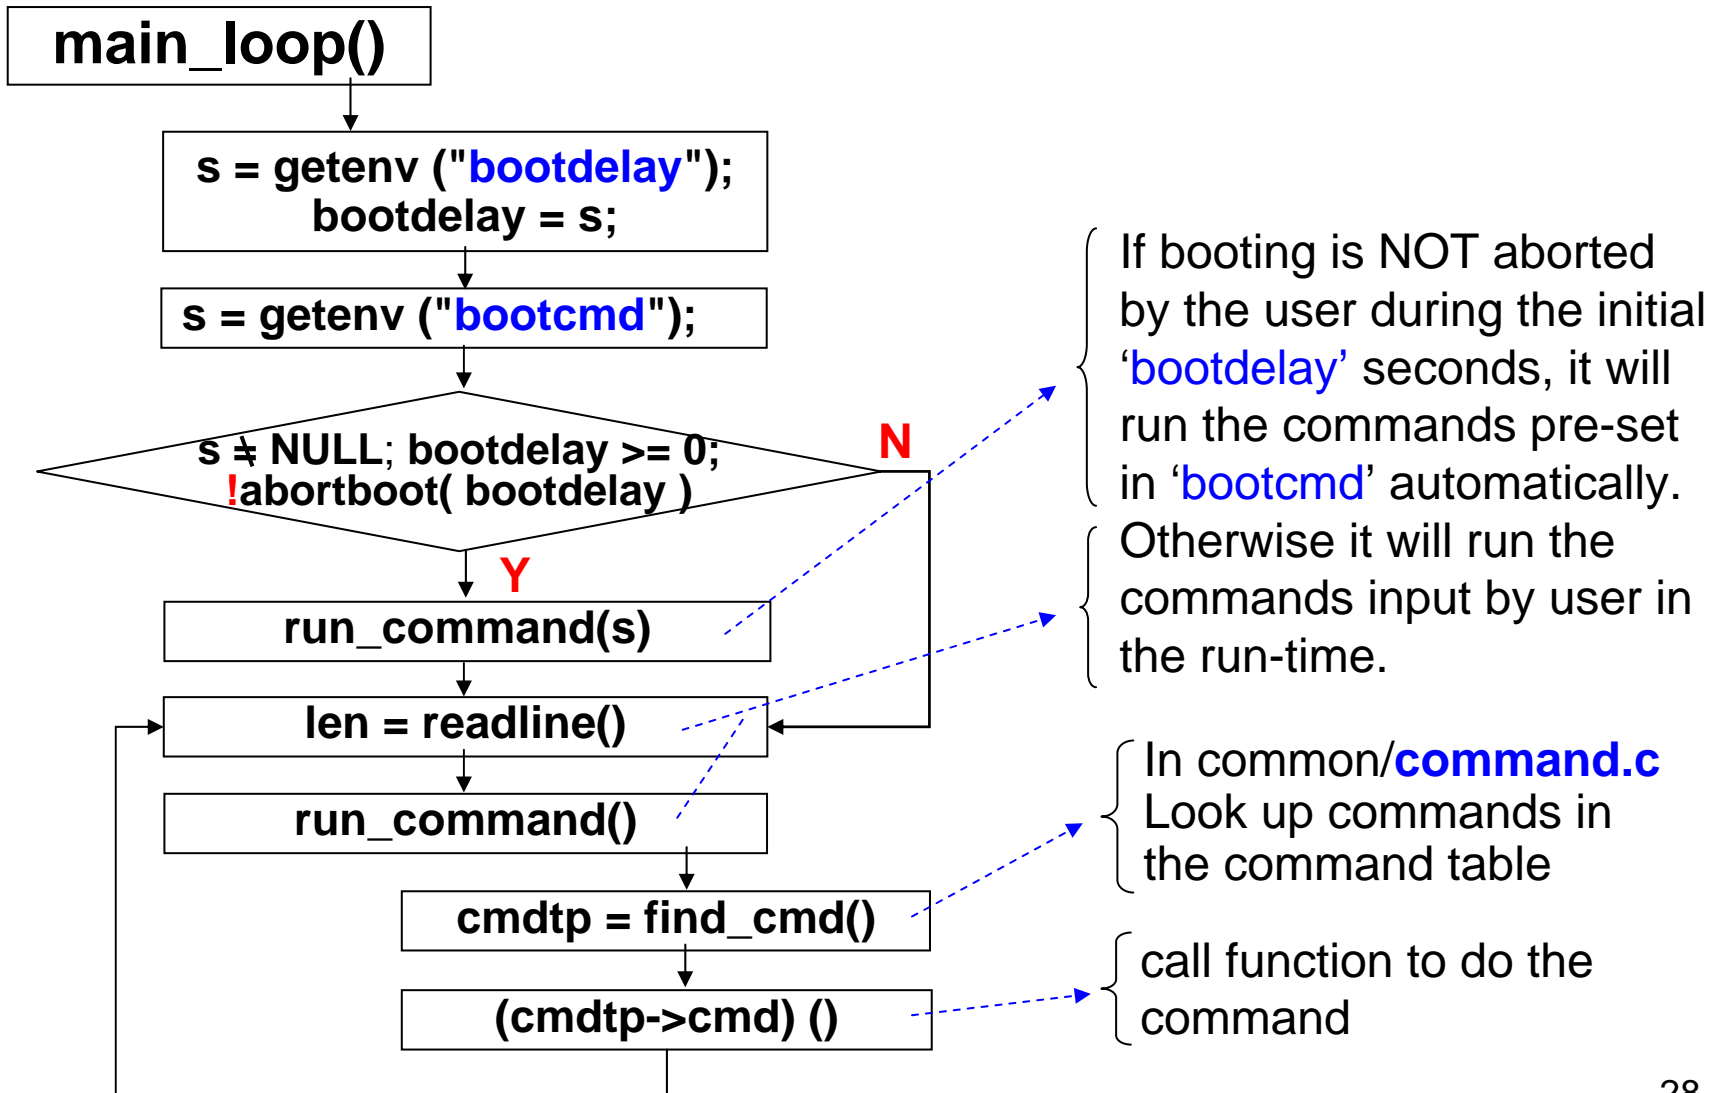 main_loop()
s = getenv ("bootdelay");
bootdelay = s;
s = getenv ("bootcmd");
s ≠ NULL; bootdelay >= 0;
!abortboot( bootdelay )
N
Y
run_command(s)
len = readline()
run_command()
cmdtp = find_cmd()
(cmdtp->cmd) ()
If booting is NOT aborted
by the user during the initial
‘bootdelay’ seconds, it will
run the commands pre-set
in ‘bootcmd’ automatically.
Otherwise it will run the
commands input by user in
the run-time.
In common/command.c
Look up commands in
the command table
call function to do the
command
28